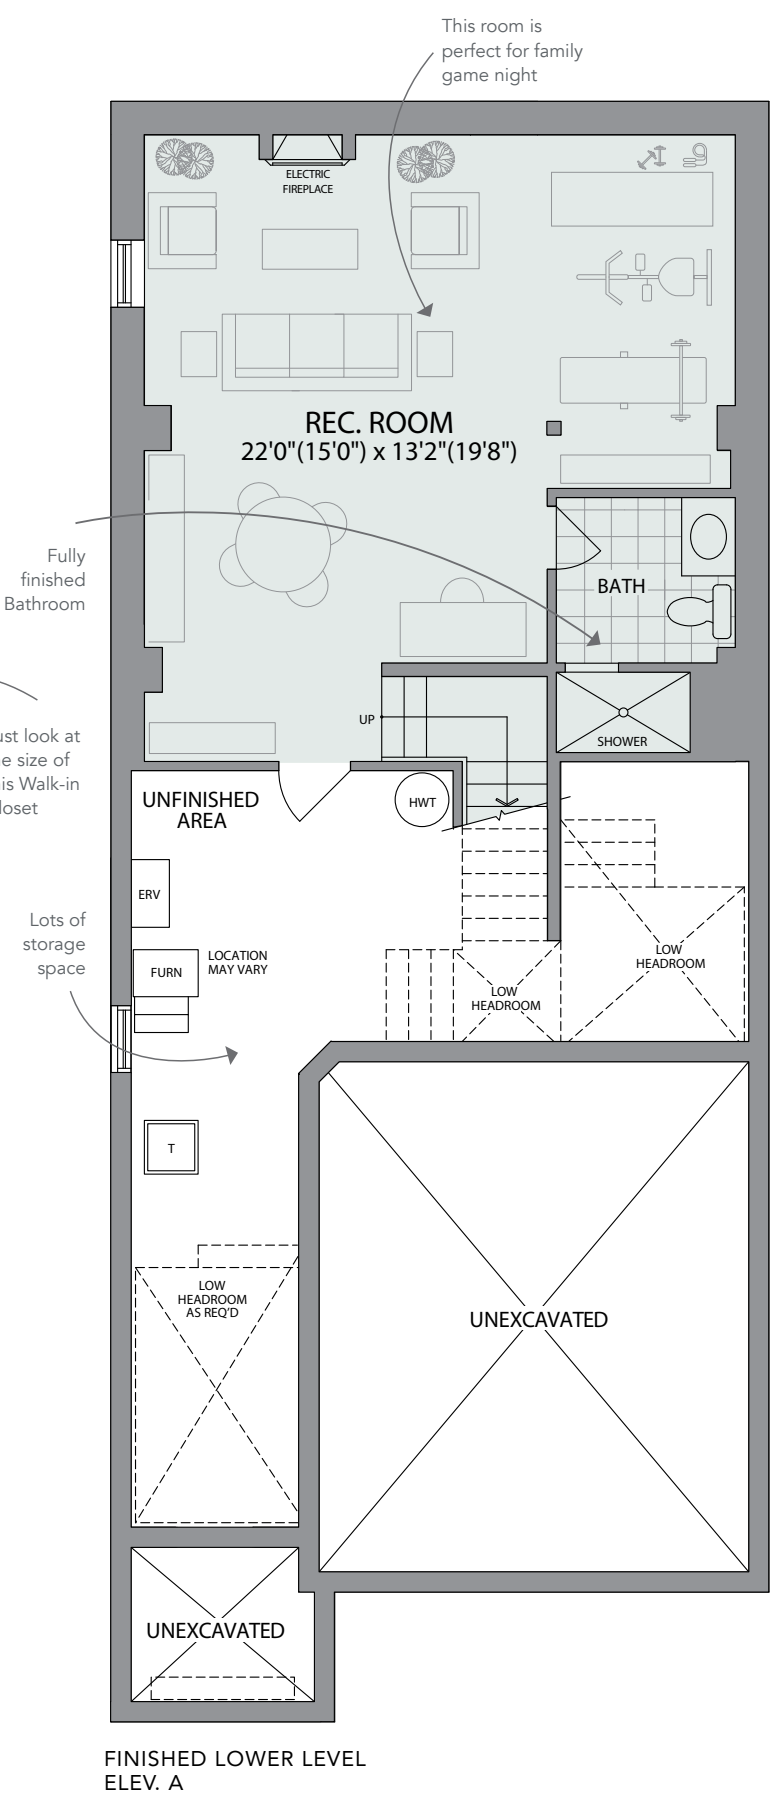 This room is
perfect for family
game night
ELECTRIC
FIREPLACE
REC. ROOM
22'0"(15'0") x 13'2"(19'8")
Fully
finished
Bathroom
BATH
UP
SHOWER
look at
size of
Walk-in
UNFINISHED
AREA
HWT
ERV
Lots of
storage
space
FURN
LOCATION
MAY VARY
LOW
HEADROOM
LOW
HEADROOM
T
LOW
HEADROOM
AS REQ'D
UNEXCAVATED
UNEXCAVATED
FINISHED LOWER LEVEL
ELEV. A